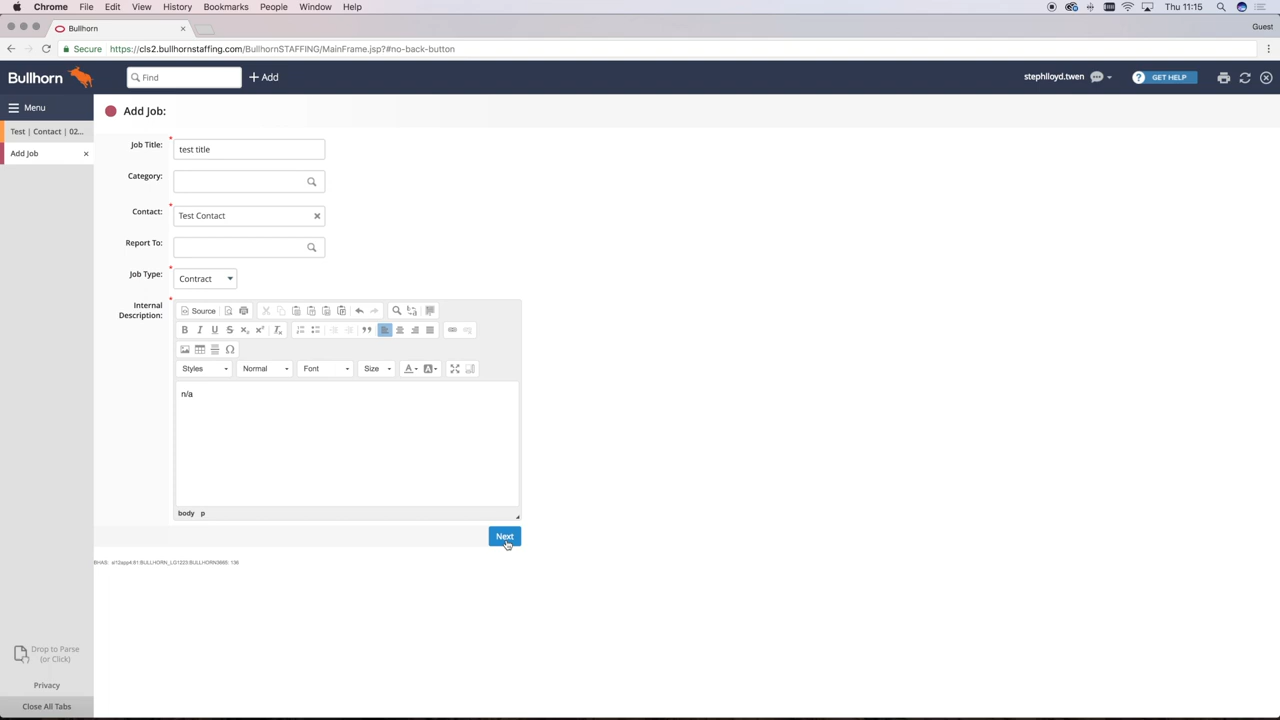 Chrome File Edit View History Bookmarks People Window Help Thu 11:15
Bullhorn Guest
Secure https://cls2.bullhornstaffing.com/BullhornSTAFFING/MainFrame.jsp?#no-back-button
Bullhorn Find + Add stephlloyd.twen ? GET HELP
Menu Add Job:
Test | Contact | 02...
Add Job
Job Title: * test title
Category:
Contact: * Test Contact
Report To:
Job Type: * Contract
Internal Description: *
Source
B I U S x₂ x² Tx
Ω
Styles Normal Font Size A A
n/a
body p
Next
Drop to Parse
(or Click)
Privacy
Close All Tabs